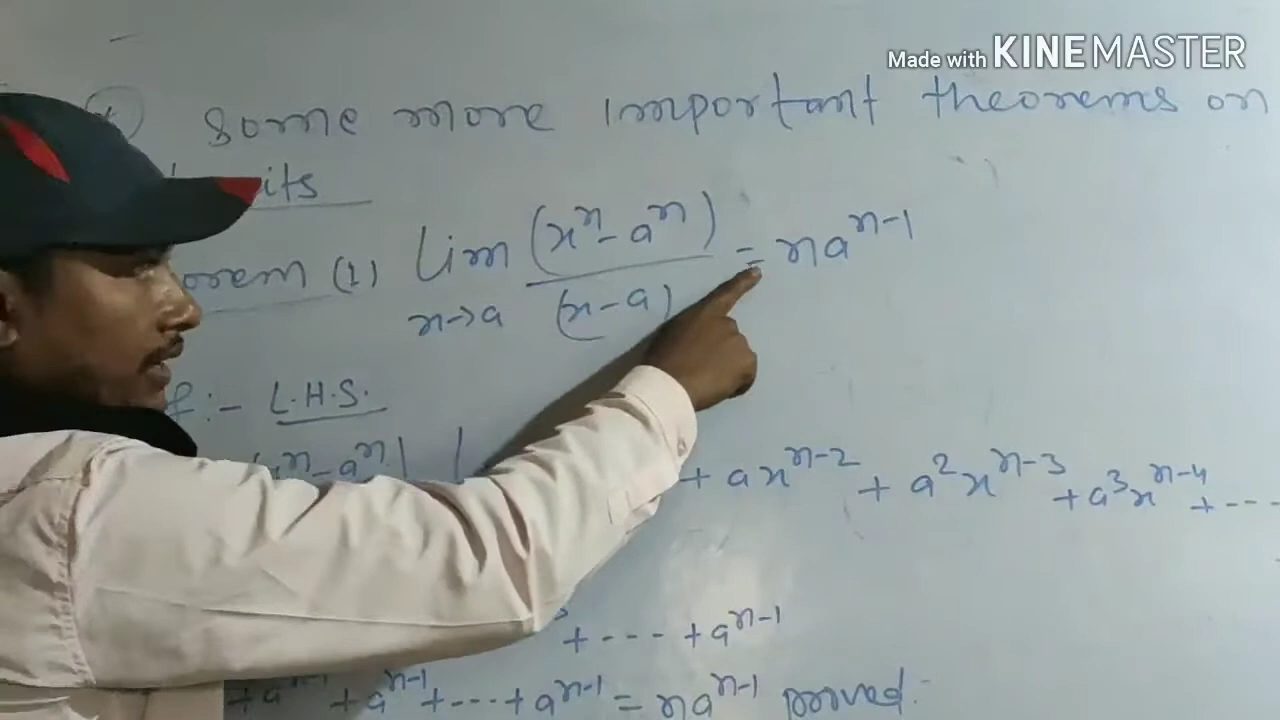 Made with KINEMASTER
Some more important theorems on
its
orem (1) lim x→a (xⁿ - aⁿ) / (x - a) = naⁿ⁻¹
f :- L.H.S.
xⁿ - aⁿ + axⁿ⁻² + a²xⁿ⁻³ + a³xⁿ⁻⁴ + ---
+ --- + aⁿ⁻¹
+ aⁿ⁻¹ + aⁿ⁻¹ + --- + aⁿ⁻¹ = naⁿ⁻¹ proved.